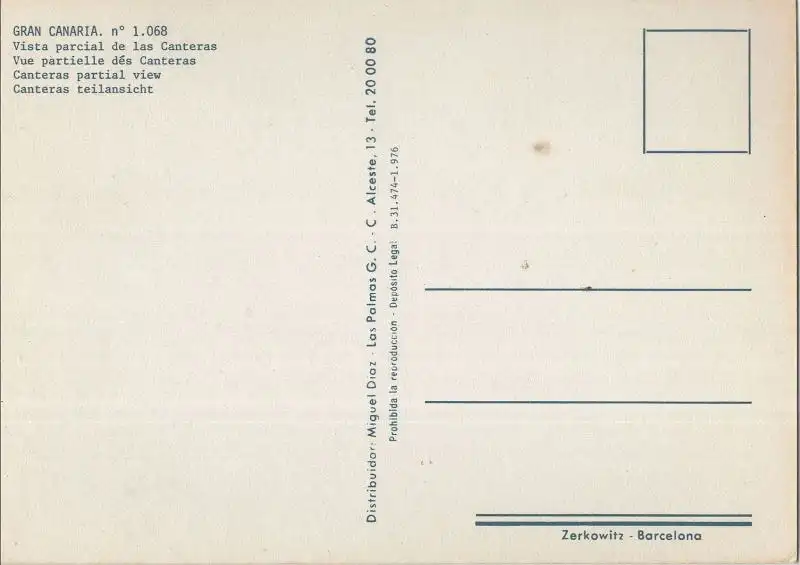 GRAN CANARIA. nº 1.068
Vista parcial de las Canteras
Vue partielle dés Canteras
Canteras partial view
Canteras teilansicht
Distribuidor: Miguel Diaz - Las Palmas G. C. - C. Alceste, 13 - Tel. 20 00 80
Prohibida la reproducción - Depósito Legal B.31.474-1.976
Zerkowitz - Barcelona